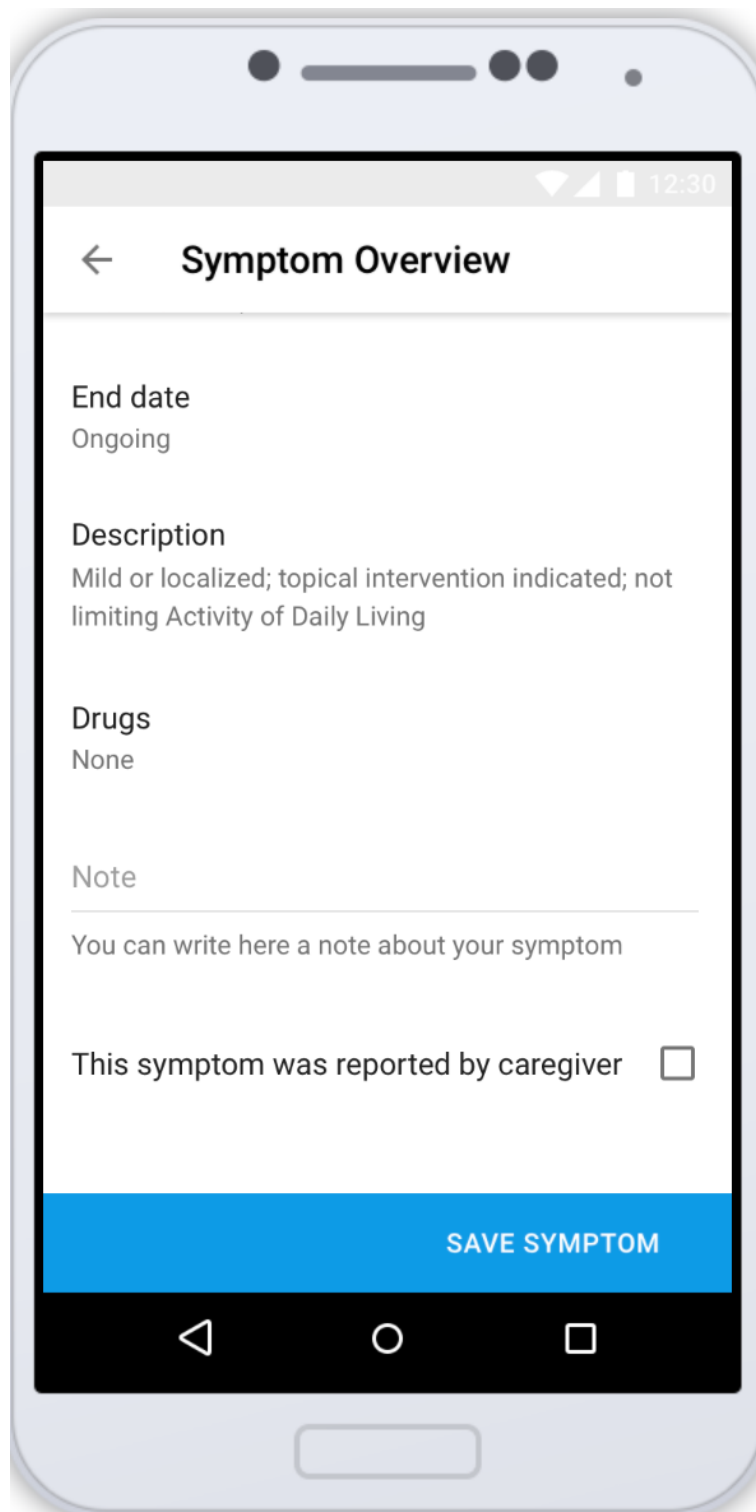 12:30
Symptom Overview
End date
Ongoing
Description
Mild or localized; topical intervention indicated; not
limiting Activity of Daily Living
Drugs
None
Note
You can write here a note about your symptom
This symptom was reported by caregiver
SAVE SYMPTOM